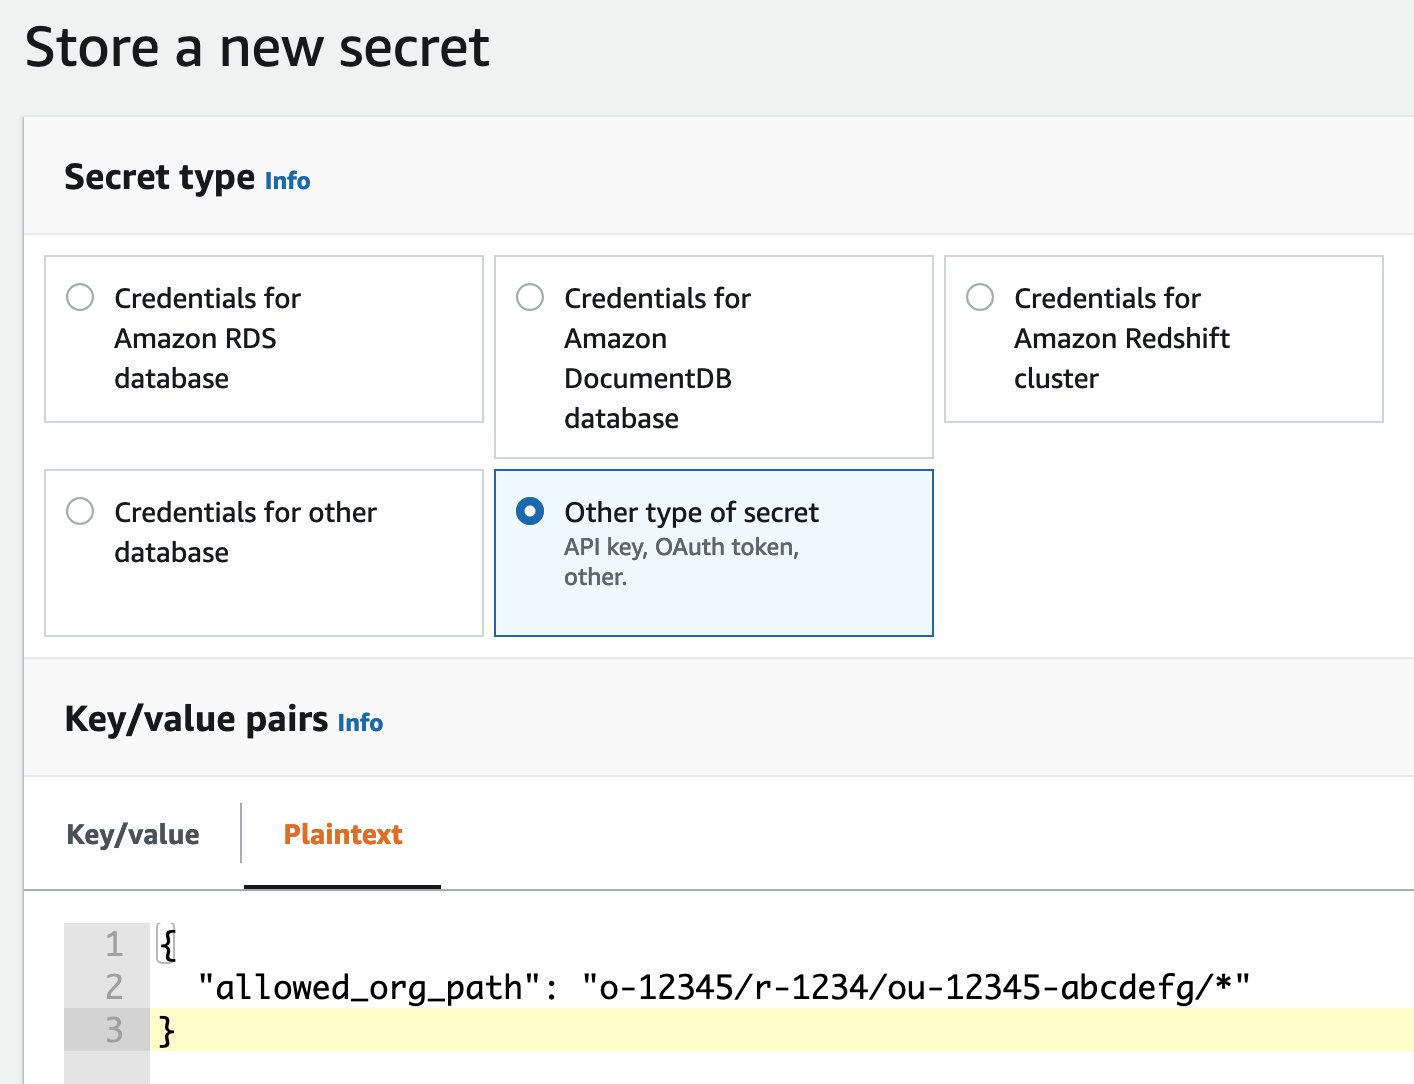 Store a new secret
Secret type Info
Credentials for
Amazon RDS
database
Credentials for
Amazon
DocumentDB
database
Credentials for
Amazon Redshift
cluster
Credentials for other
database
Other type of secret
API key, OAuth token,
other.
Key/value pairs Info
Key/value
Plaintext
1 {
2 "allowed_org_path": "o-12345/r-1234/ou-12345-abcdefg/*"
3 }